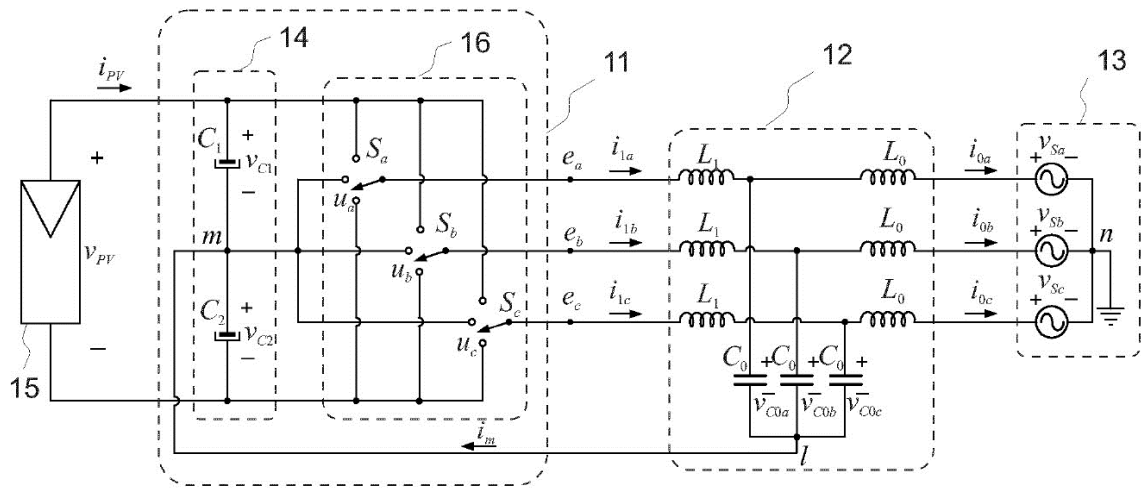 14
16
11
12
13
i_PV
C_1
+
v_C1
−
S_a
u_a
e_a
i_1a
L_1
L_0
i_0a
v_Sa
+ −
+
v_PV
−
m
S_b
u_b
e_b
i_1b
L_1
L_0
i_0b
v_Sb
+ −
n
C_2
+
v_C2
−
S_c
u_c
e_c
i_1c
L_1
L_0
i_0c
v_Sc
+ −
15
C_0 + C_0 + C_0 +
− − −
v_C0a v_C0b v_C0c
i_m
l